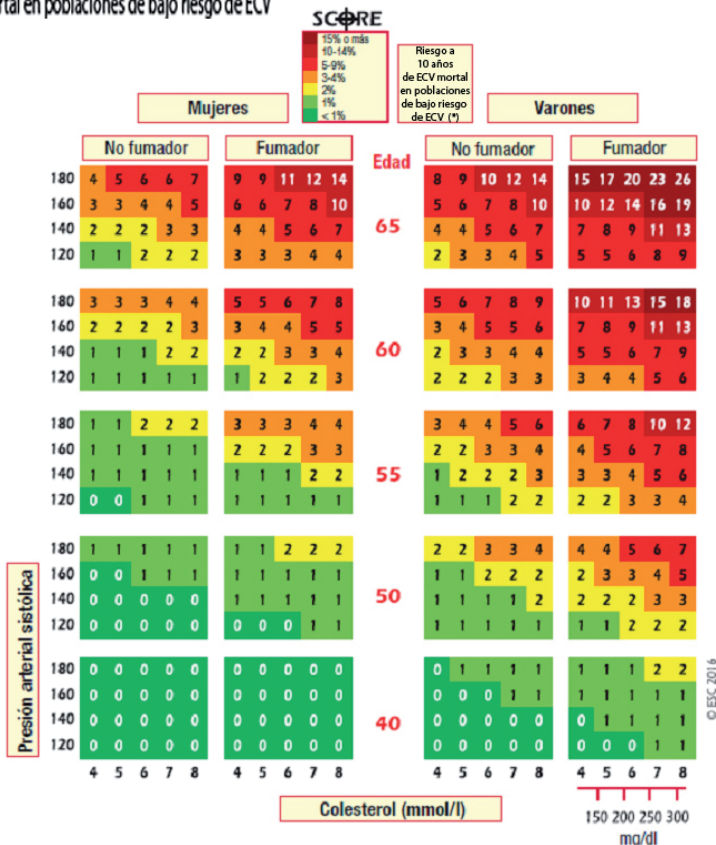 rtal en poblaciones de bajo riesgo de ECV
SCORE
15% o más
10-14%
5-9%
3-4%
2%
1%
< 1%
Riesgo a
10 años
de ECV mortal
en poblaciones
de bajo riesgo
de ECV (*)
Mujeres Varones
No fumador Fumador Edad No fumador Fumador
180 4 5 6 6 7 9 9 11 12 14 8 9 10 12 14 15 17 20 23 26
160 3 3 4 4 5 6 6 7 8 10 5 6 7 8 10 10 12 14 16 19
140 2 2 2 3 3 4 4 5 6 7 65 4 4 5 6 7 7 8 9 11 13
120 1 1 2 2 2 3 3 3 4 4 2 3 3 4 5 5 5 6 8 9
180 3 3 3 4 4 5 5 6 7 8 5 6 7 8 9 10 11 13 15 18
160 2 2 2 2 3 3 4 4 5 5 3 4 5 5 6 7 8 9 11 13
140 1 1 1 2 2 2 2 3 3 4 60 2 3 3 4 4 5 5 6 7 9
120 1 1 1 1 1 1 2 2 2 3 2 2 2 3 3 3 4 4 5 6
180 1 1 2 2 2 3 3 3 4 4 3 4 4 5 6 6 7 8 10 12
160 1 1 1 1 1 2 2 2 3 3 2 2 3 3 4 4 5 6 7 8
140 1 1 1 1 1 1 1 1 2 2 55 1 2 2 2 3 3 3 4 5 6
120 0 0 1 1 1 1 1 1 1 1 1 1 1 2 2 2 2 3 3 4
180 1 1 1 1 1 1 1 2 2 2 2 2 3 3 4 4 4 5 6 7
160 0 0 1 1 1 1 1 1 1 1 1 1 2 2 2 2 3 3 4 5
140 0 0 0 0 0 1 1 1 1 1 50 1 1 1 1 2 2 2 2 3 3
120 0 0 0 0 0 0 0 0 1 1 1 1 1 1 1 1 1 2 2 2
180 0 0 0 0 0 0 0 0 0 0 0 1 1 1 1 1 1 1 2 2
160 0 0 0 0 0 0 0 0 0 0 0 0 0 1 1 1 1 1 1 1
140 0 0 0 0 0 0 0 0 0 0 40 0 0 0 0 0 0 1 1 1 1
120 0 0 0 0 0 0 0 0 0 0 0 0 0 0 0 0 0 0 1 1
4 5 6 7 8 4 5 6 7 8 4 5 6 7 8 4 5 6 7 8
Presión arterial sistólica
Colesterol (mmol/l)
150 200 250 300
mg/dl
© ESC 2016